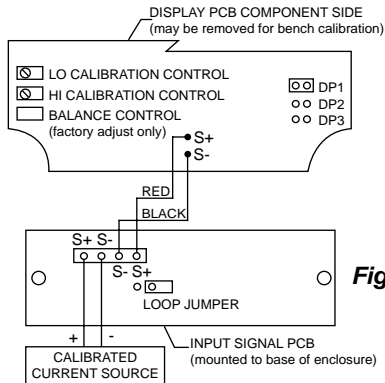 DISPLAY PCB COMPONENT SIDE
(may be removed for bench calibration)
LO CALIBRATION CONTROL
HI CALIBRATION CONTROL
BALANCE CONTROL
(factory adjust only)
DP1
DP2
DP3
S+
S-
RED
BLACK
S+ S-
S- S+
LOOP JUMPER
Fig
+ -
CALIBRATED
CURRENT SOURCE
INPUT SIGNAL PCB
(mounted to base of enclosure)